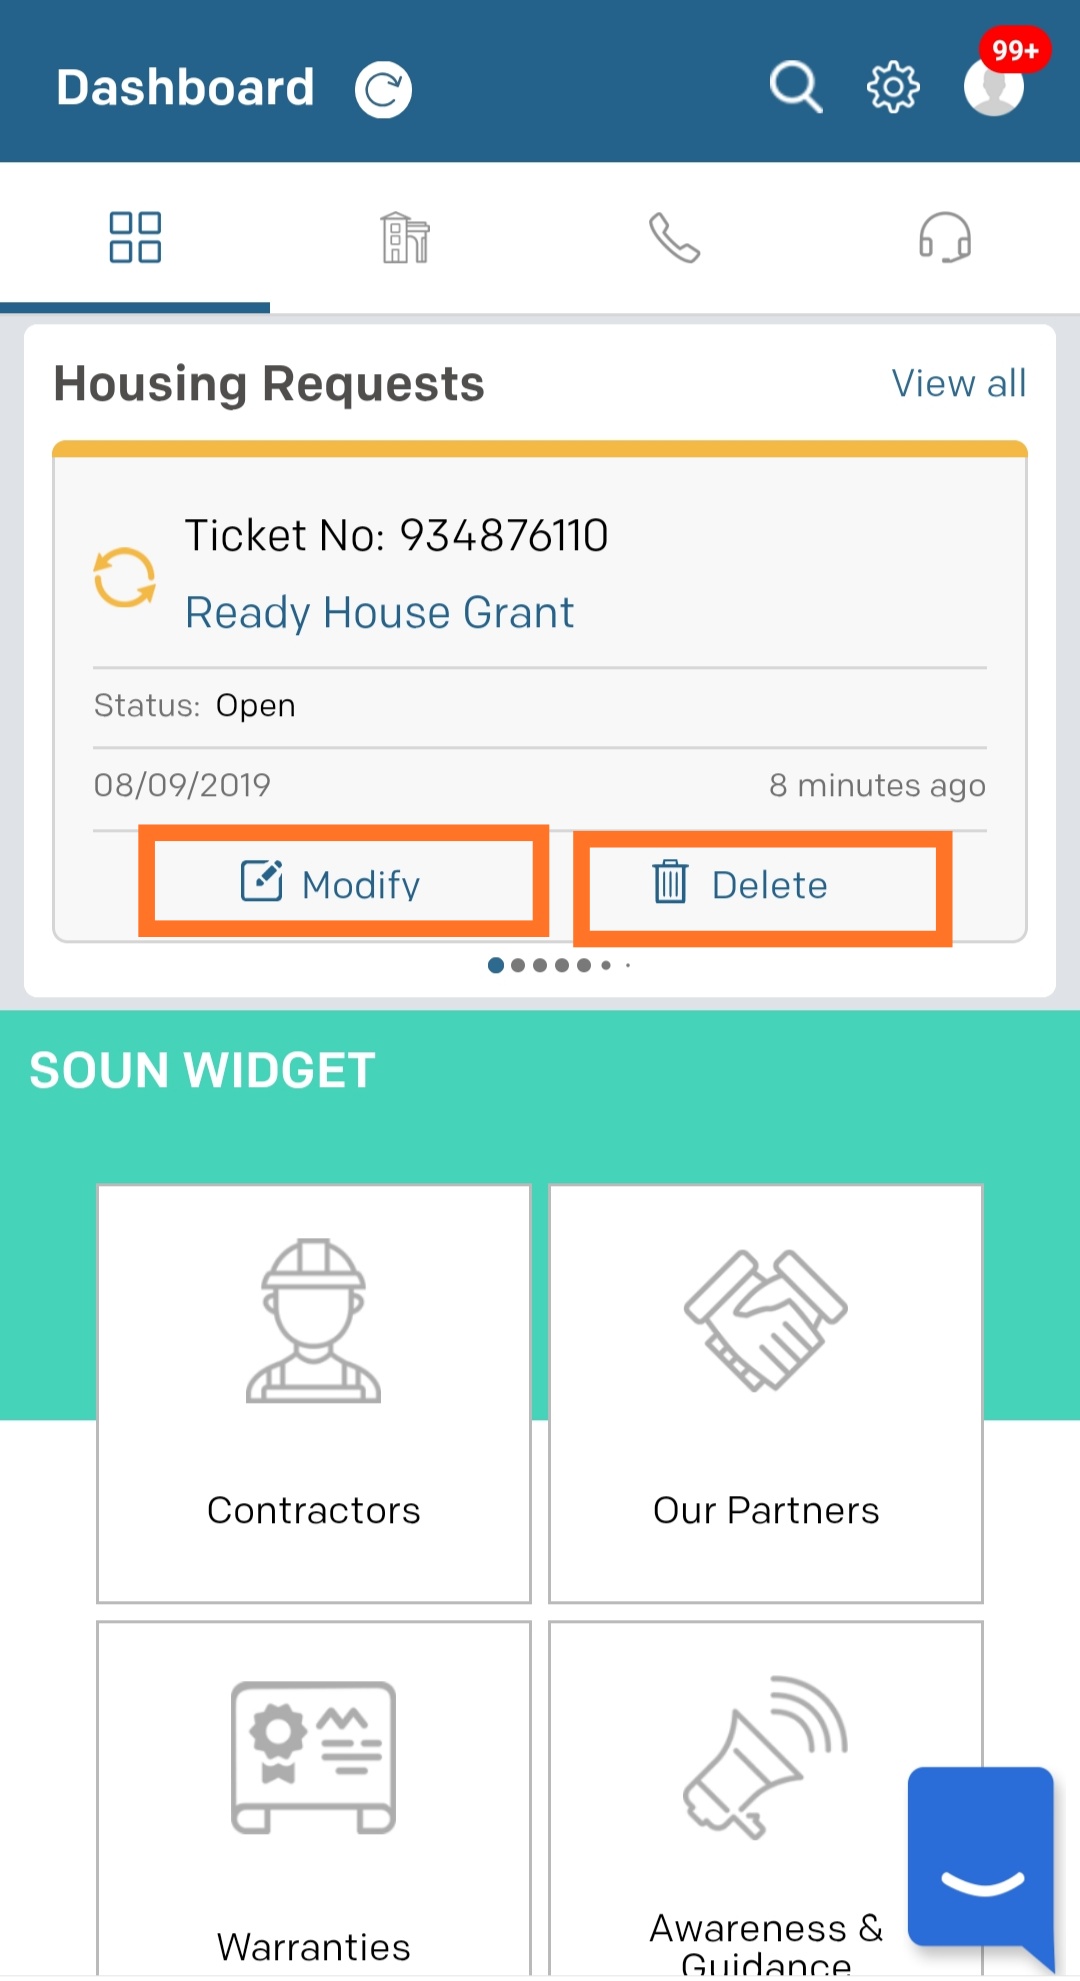 99+
Dashboard
Housing Requests
View all
Ticket No: 934876110
Ready House Grant
Status: Open
08/09/2019
8 minutes ago
Modify
Delete
SOUN WIDGET
Contractors
Our Partners
Warranties
Awareness &
Guidance